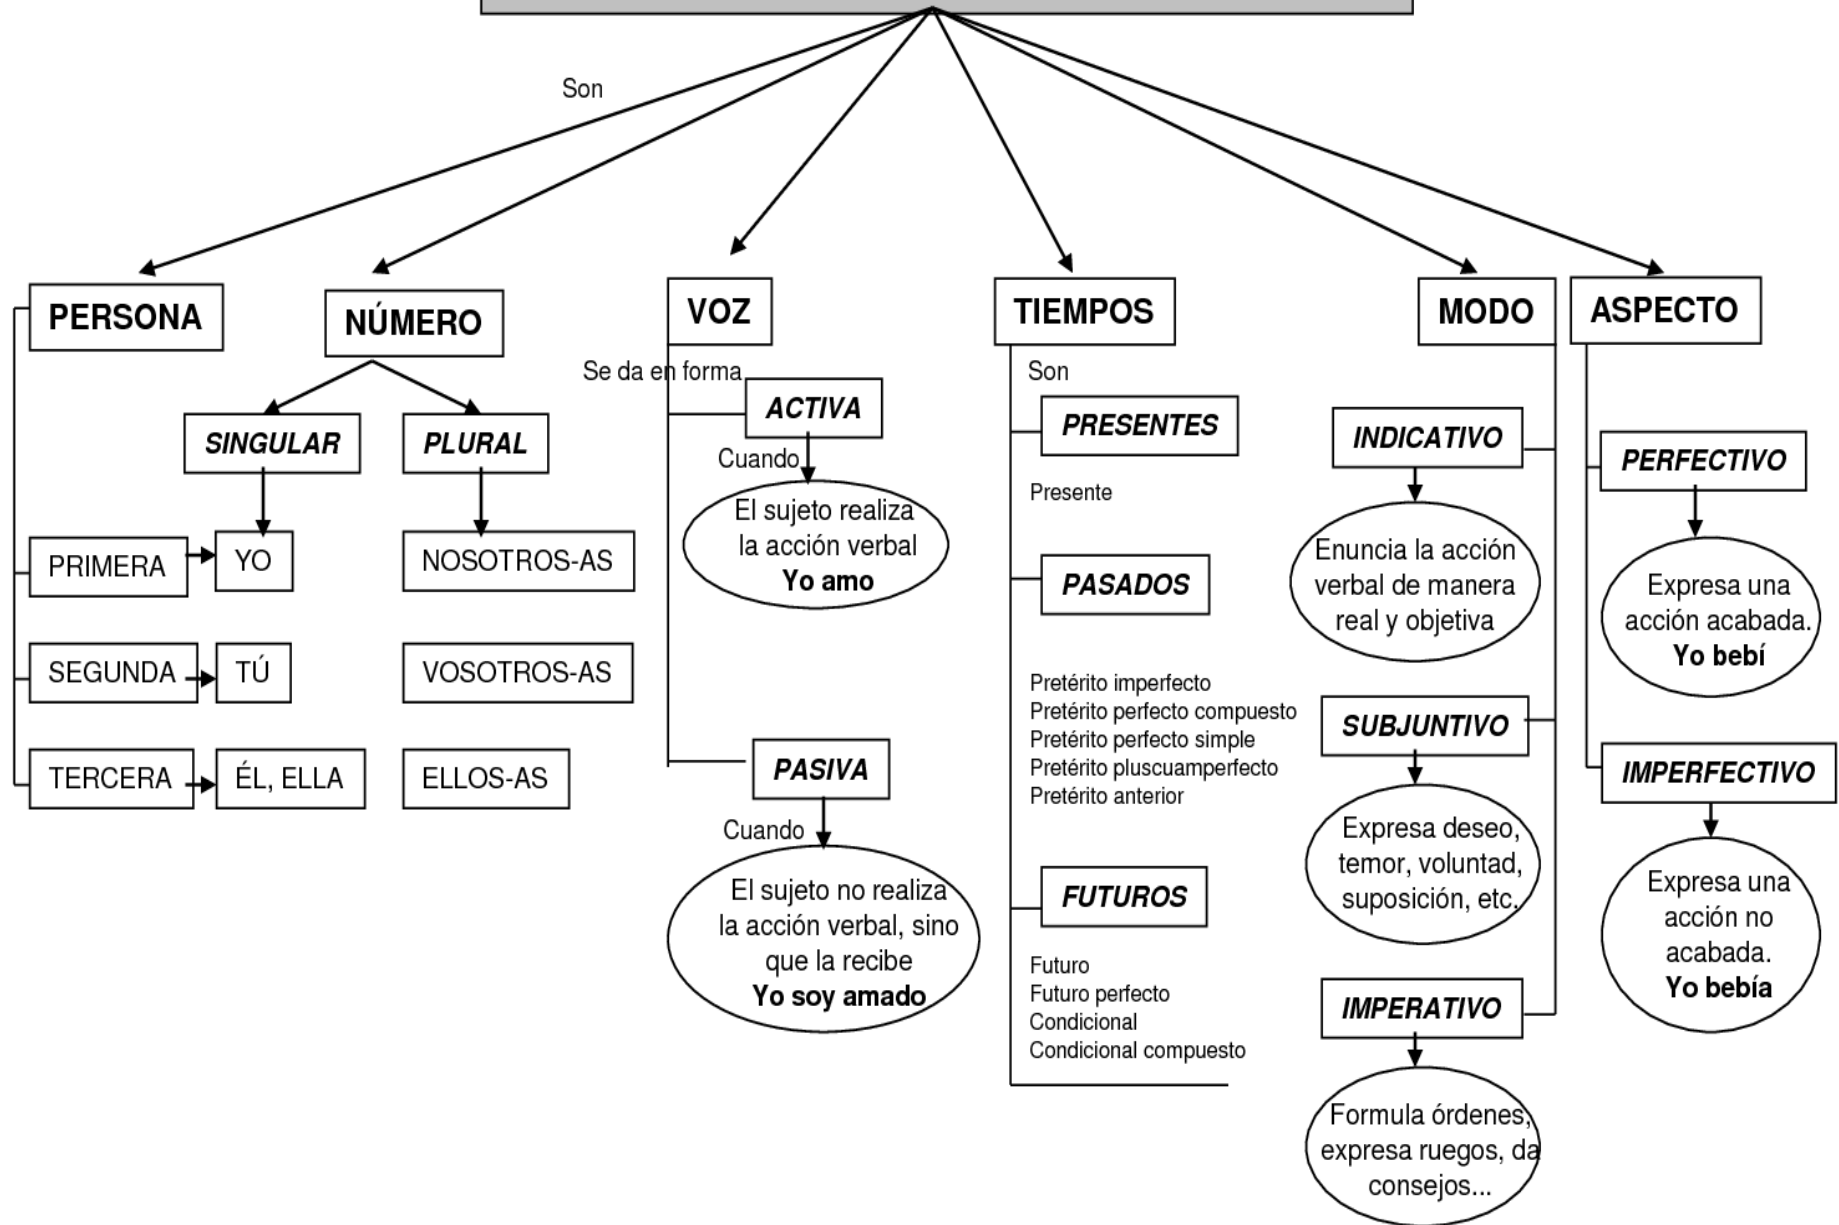 Son
PERSONA
NÚMERO
SINGULAR
PLURAL
PRIMERA
YO
NOSOTROS-AS
SEGUNDA
TÚ
VOSOTROS-AS
TERCERA
ÉL, ELLA
ELLOS-AS
VOZ
Se da en forma
ACTIVA
Cuando
El sujeto realiza
la acción verbal
Yo amo
PASIVA
Cuando
El sujeto no realiza
la acción verbal, sino
que la recibe
Yo soy amado
TIEMPOS
Son
PRESENTES
Presente
PASADOS
Pretérito imperfecto
Pretérito perfecto compuesto
Pretérito perfecto simple
Pretérito pluscuamperfecto
Pretérito anterior
FUTUROS
Futuro
Futuro perfecto
Condicional
Condicional compuesto
MODO
INDICATIVO
Enuncia la acción
verbal de manera
real y objetiva
SUBJUNTIVO
Expresa deseo,
temor, voluntad,
suposición, etc.
IMPERATIVO
Formula órdenes,
expresa ruegos, da
consejos...
ASPECTO
PERFECTIVO
Expresa una
acción acabada.
Yo bebí
IMPERFECTIVO
Expresa una
acción no
acabada.
Yo bebía